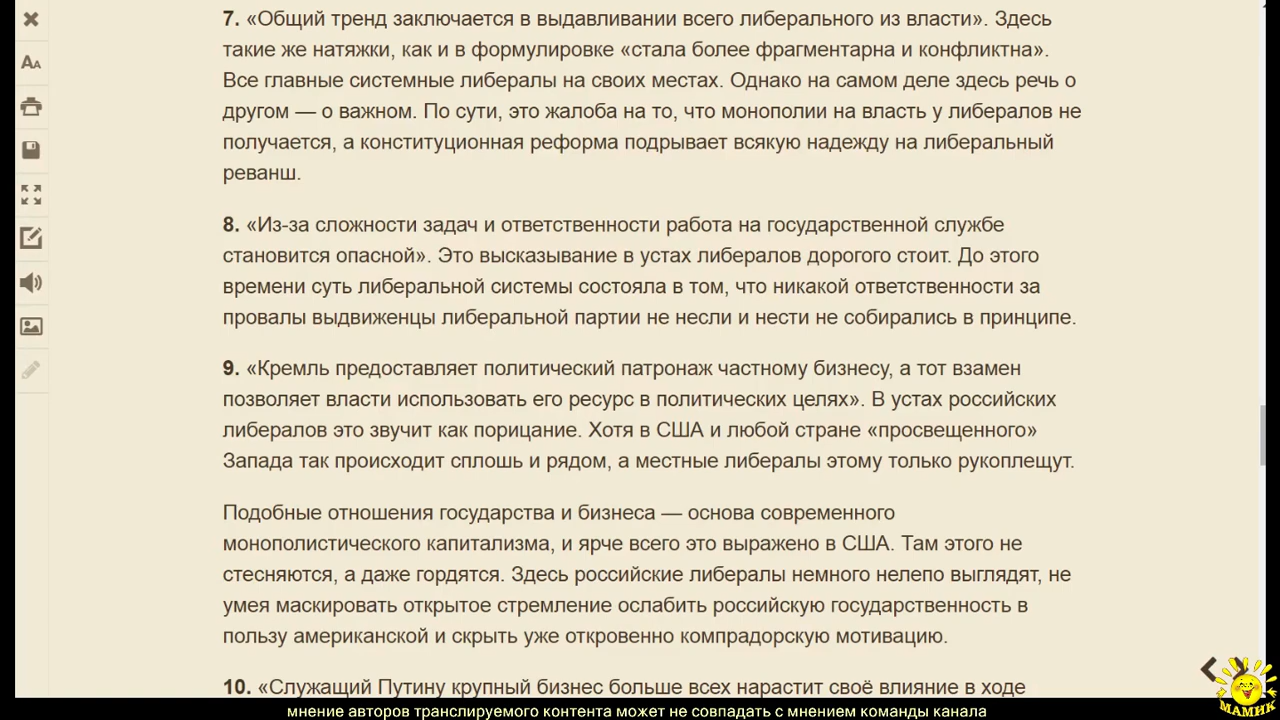 7. «Общий тренд заключается в выдавливании всего либерального из власти». Здесь
такие же натяжки, как и в формулировке «стала более фрагментарна и конфликтна».
Все главные системные либералы на своих местах. Однако на самом деле здесь речь о
другом — о важном. По сути, это жалоба на то, что монополии на власть у либералов не
получается, а конституционная реформа подрывает всякую надежду на либеральный
реванш.
8. «Из-за сложности задач и ответственности работа на государственной службе
становится опасной». Это высказывание в устах либералов дорогого стоит. До этого
времени суть либеральной системы состояла в том, что никакой ответственности за
провалы выдвиженцы либеральной партии не несли и нести не собирались в принципе.
9. «Кремль предоставляет политический патронаж частному бизнесу, а тот взамен
позволяет власти использовать его ресурс в политических целях». В устах российских
либералов это звучит как порицание. Хотя в США и любой стране «просвещенного»
Запада так происходит сплошь и рядом, а местные либералы этому только рукоплещут.
Подобные отношения государства и бизнеса — основа современного
монополистического капитализма, и ярче всего это выражено в США. Там этого не
стесняются, а даже гордятся. Здесь российские либералы немного нелепо выглядят, не
умея маскировать открытое стремление ослабить российскую государственность в
пользу американской и скрыть уже откровенно компрадорскую мотивацию.
10. «Служащий Путину крупный бизнес больше всех нарастит своё влияние в ходе
МАМИК
мнение авторов транслируемого контента может не совпадать с мнением команды канала